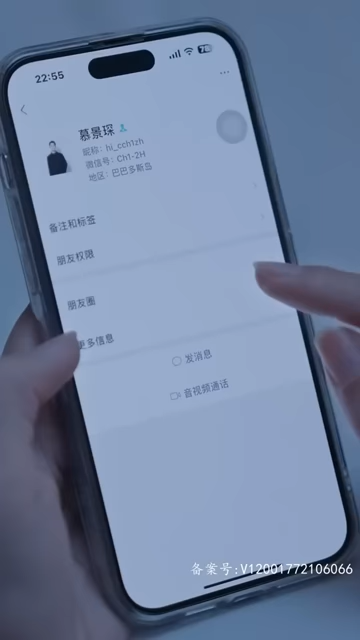 22:55
78
慕景琛
昵称: hi_cch1zh
微信号: Ch1-2H
地区: 巴巴多斯岛
备注和标签
朋友权限
朋友圈
更多信息
发消息
音视频通话
备案号:V12001772106066